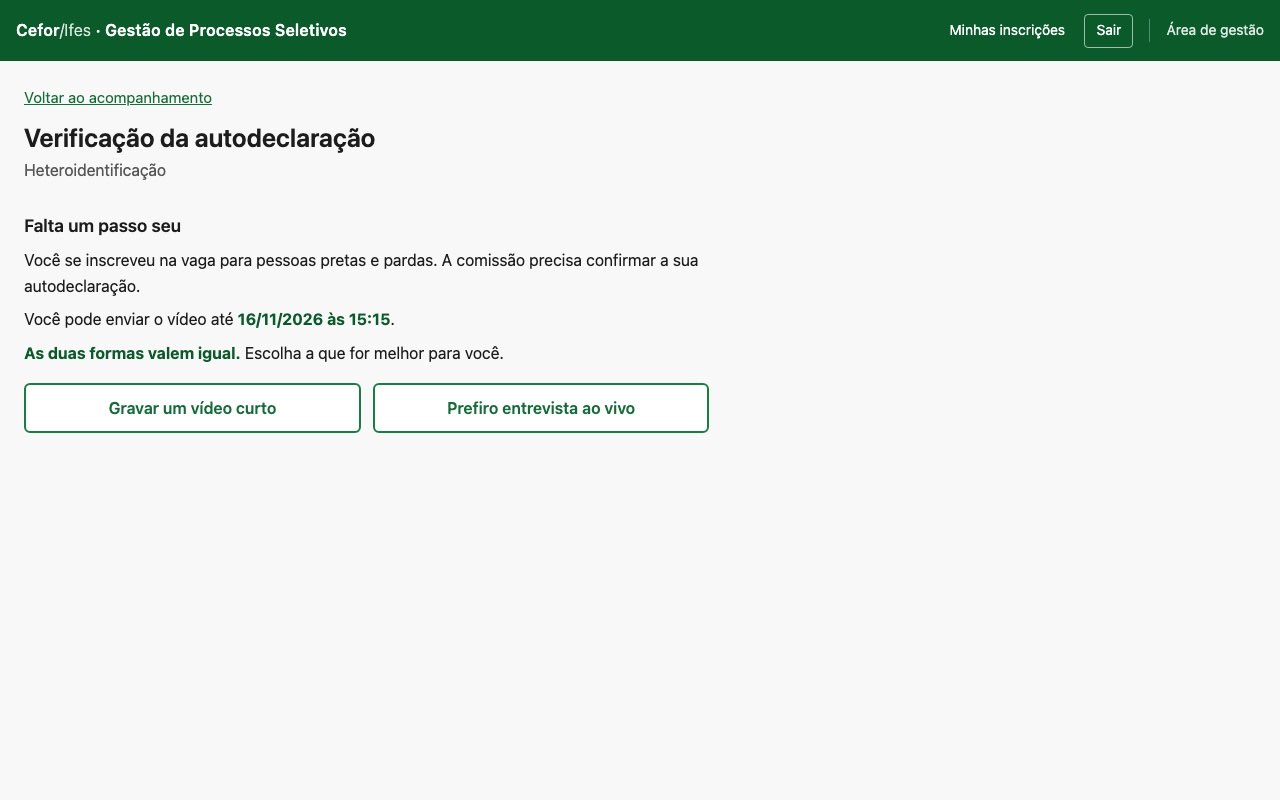 Cefor/Ifes · Gestão de Processos Seletivos
Minhas inscrições
Sair
Área de gestão
Voltar ao acompanhamento
Verificação da autodeclaração
Heteroidentificação
Falta um passo seu
Você se inscreveu na vaga para pessoas pretas e pardas. A comissão precisa confirmar a sua
autodeclaração.
Você pode enviar o vídeo até 16/11/2026 às 15:15.
As duas formas valem igual. Escolha a que for melhor para você.
Gravar um vídeo curto
Prefiro entrevista ao vivo